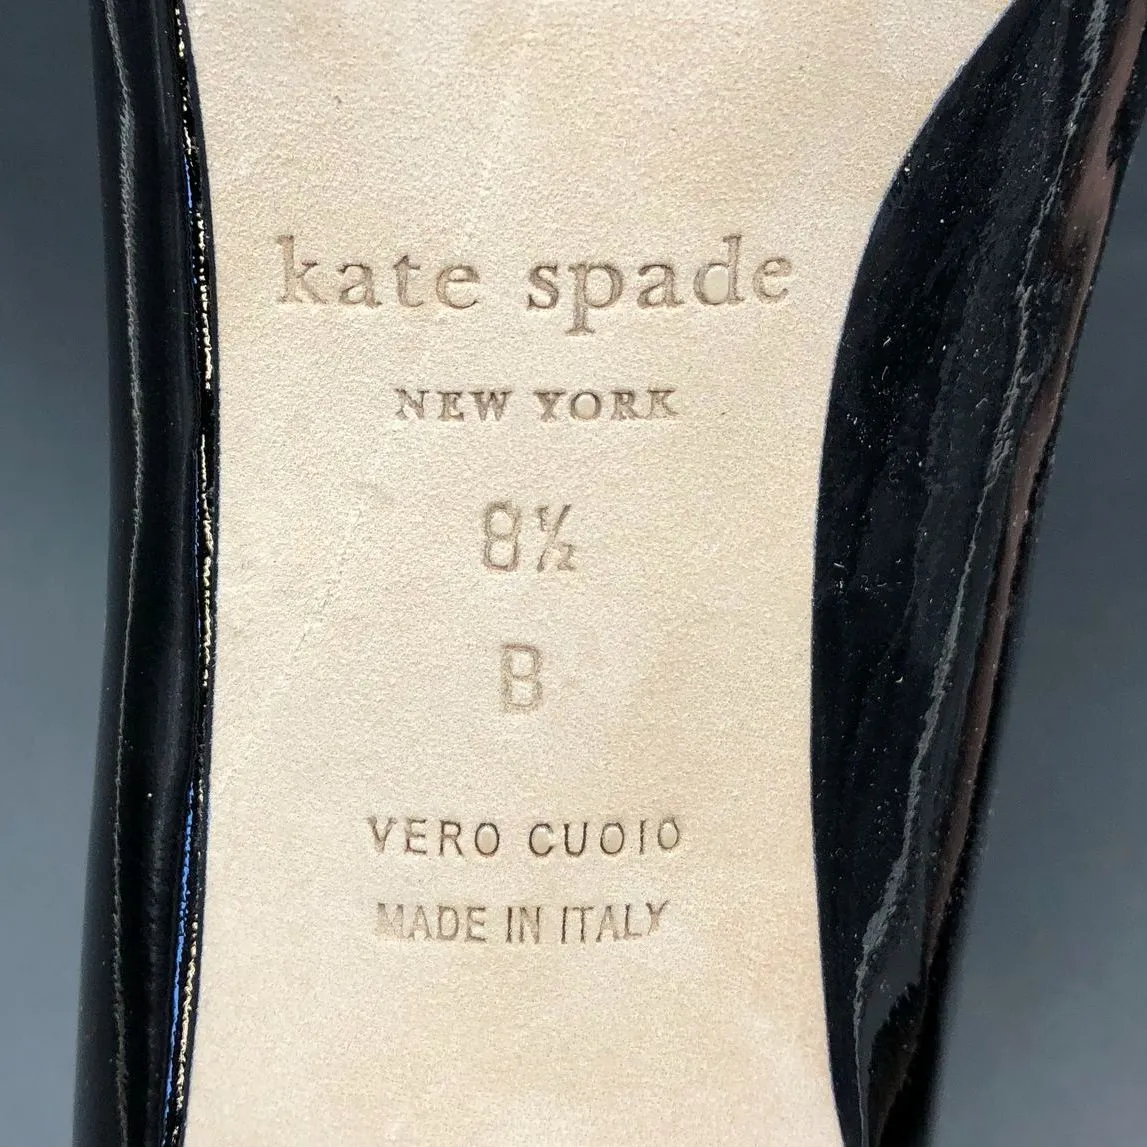 kate spade
NEW YORK
8½
B
VERO CUOIO
MADE IN ITALY